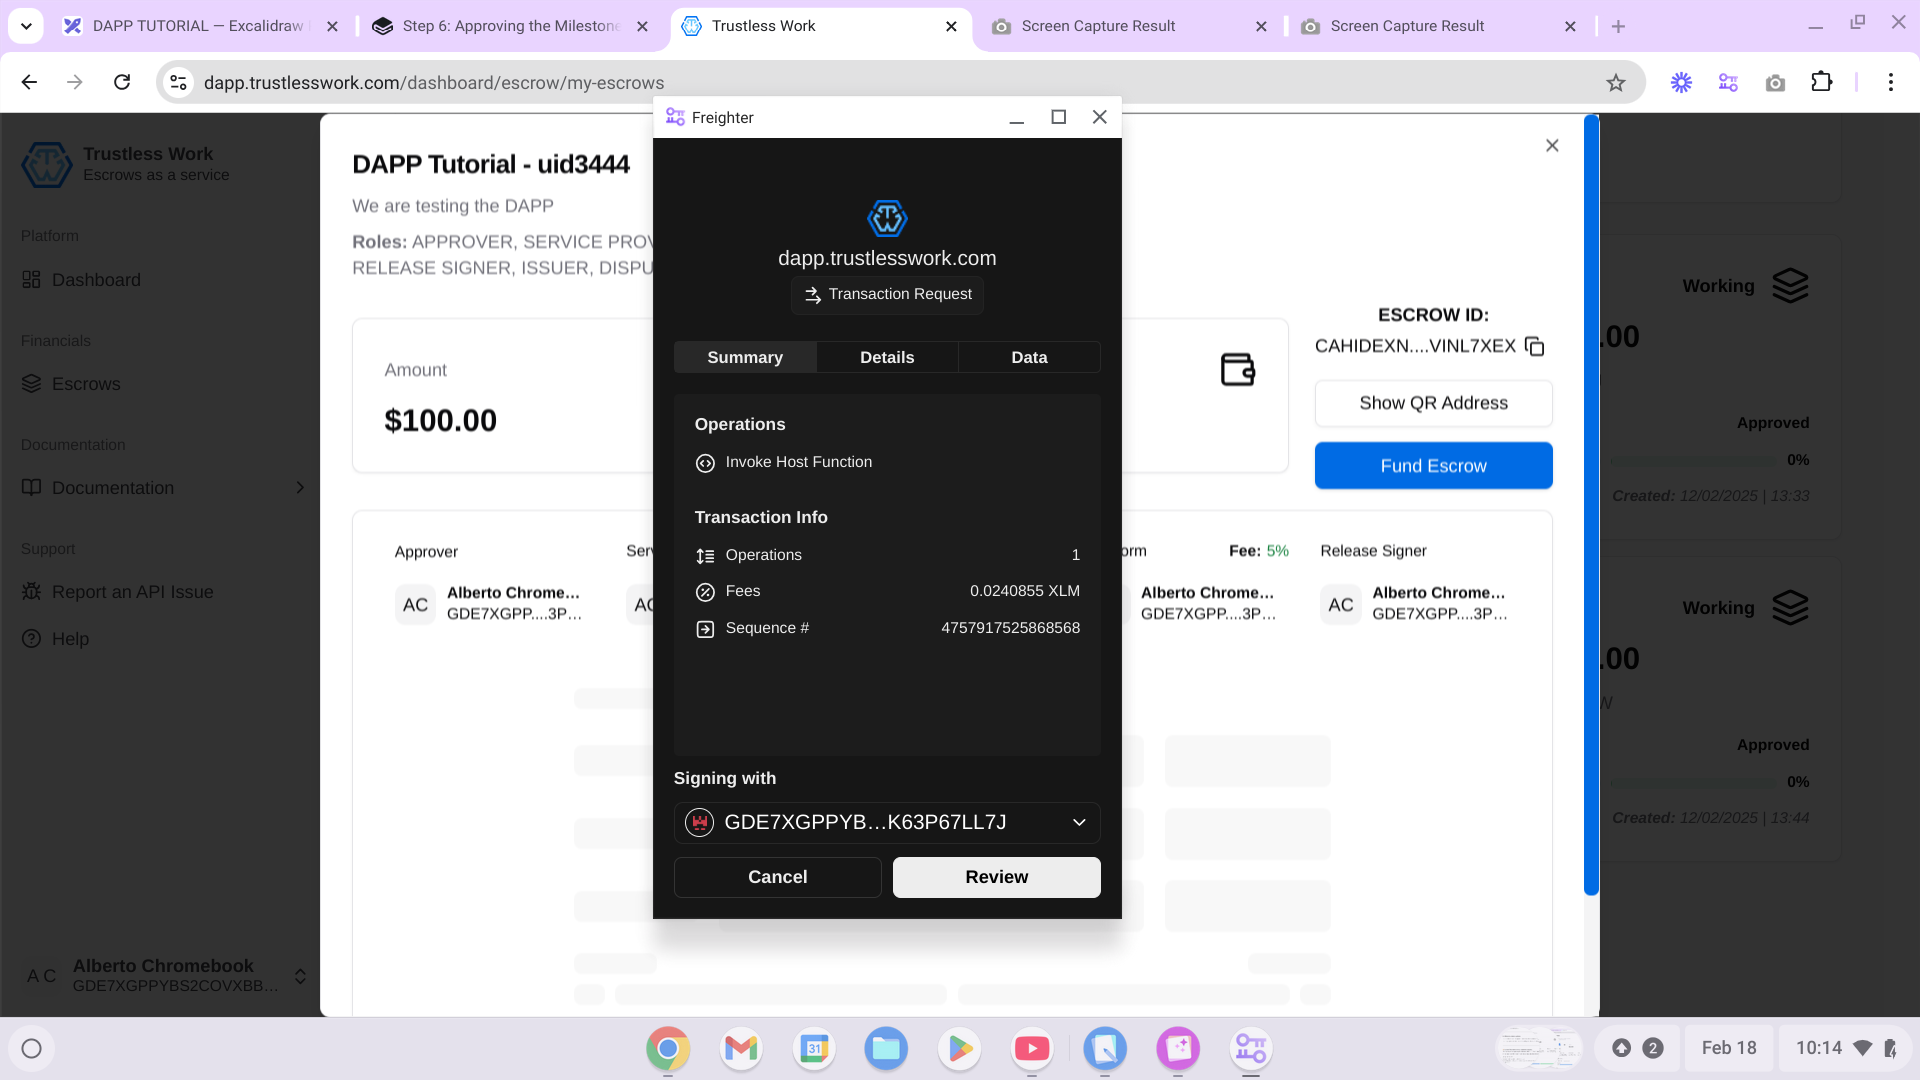 DAPP TUTORIAL — Excalidraw
Step 6: Approving the Milestone
Trustless Work
Screen Capture Result
Screen Capture Result
dapp.trustlesswork.com/dashboard/escrow/my-escrows
Freighter
Trustless Work
Escrows as a service
Platform
Dashboard
Financials
Escrows
Documentation
Documentation
Support
Report an API Issue
Help
A C
Alberto Chromebook
GDE7XGPPYBS2COVXBB...
DAPP Tutorial - uid3444
We are testing the DAPP
Roles: APPROVER, SERVICE PROV
RELEASE SIGNER, ISSUER, DISPU
Amount
$100.00
ESCROW ID:
CAHIDEXN....VINL7XEX
Show QR Address
Fund Escrow
Approver
AC
Alberto Chrome...
GDE7XGPP....3P...
Serv
AC
orm
Fee: 5%
Alberto Chrome...
GDE7XGPP....3P...
Release Signer
AC
Alberto Chrome...
GDE7XGPP....3P...
dapp.trustlesswork.com
Transaction Request
Summary
Details
Data
Operations
Invoke Host Function
Transaction Info
Operations
1
Fees
0.0240855 XLM
Sequence #
4757917525868568
Signing with
GDE7XGPPYB...K63P67LL7J
Cancel
Review
Working
.00
Approved
0%
Created: 12/02/2025 | 13:33
Working
.00
W
Approved
0%
Created: 12/02/2025 | 13:44
31
2
Feb 18
10:14